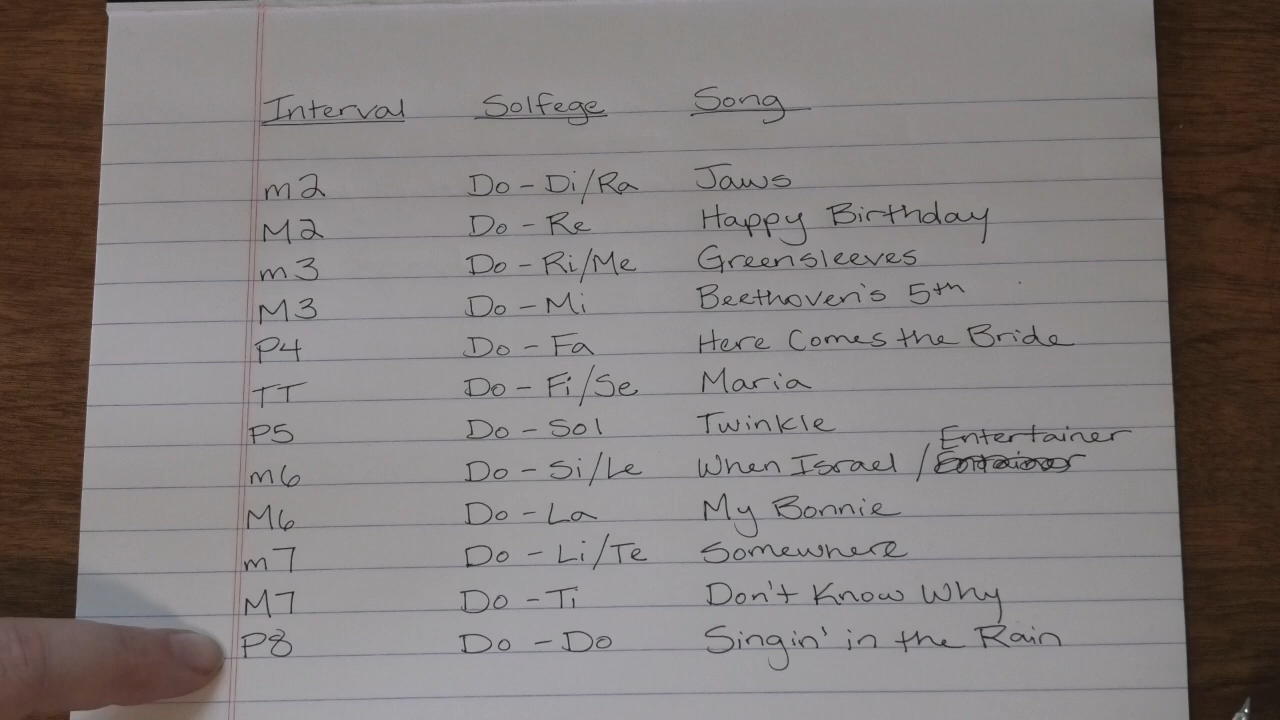 Interval Solfege Song
m2 Do - Di/Ra Jaws
M2 Do - Re Happy Birthday
m3 Do - Ri/Me Greensleeves
M3 Do - Mi Beethoven's 5th
P4 Do - Fa Here Comes the Bride
TT Do - Fi/Se Maria
P5 Do - Sol Twinkle
m6 Do - Si/Le When Israel / Entertainer
M6 Do - La My Bonnie
m7 Do - Li/Te Somewhere
M7 Do - Ti Don't Know Why
P8 Do - Do Singin' in the Rain